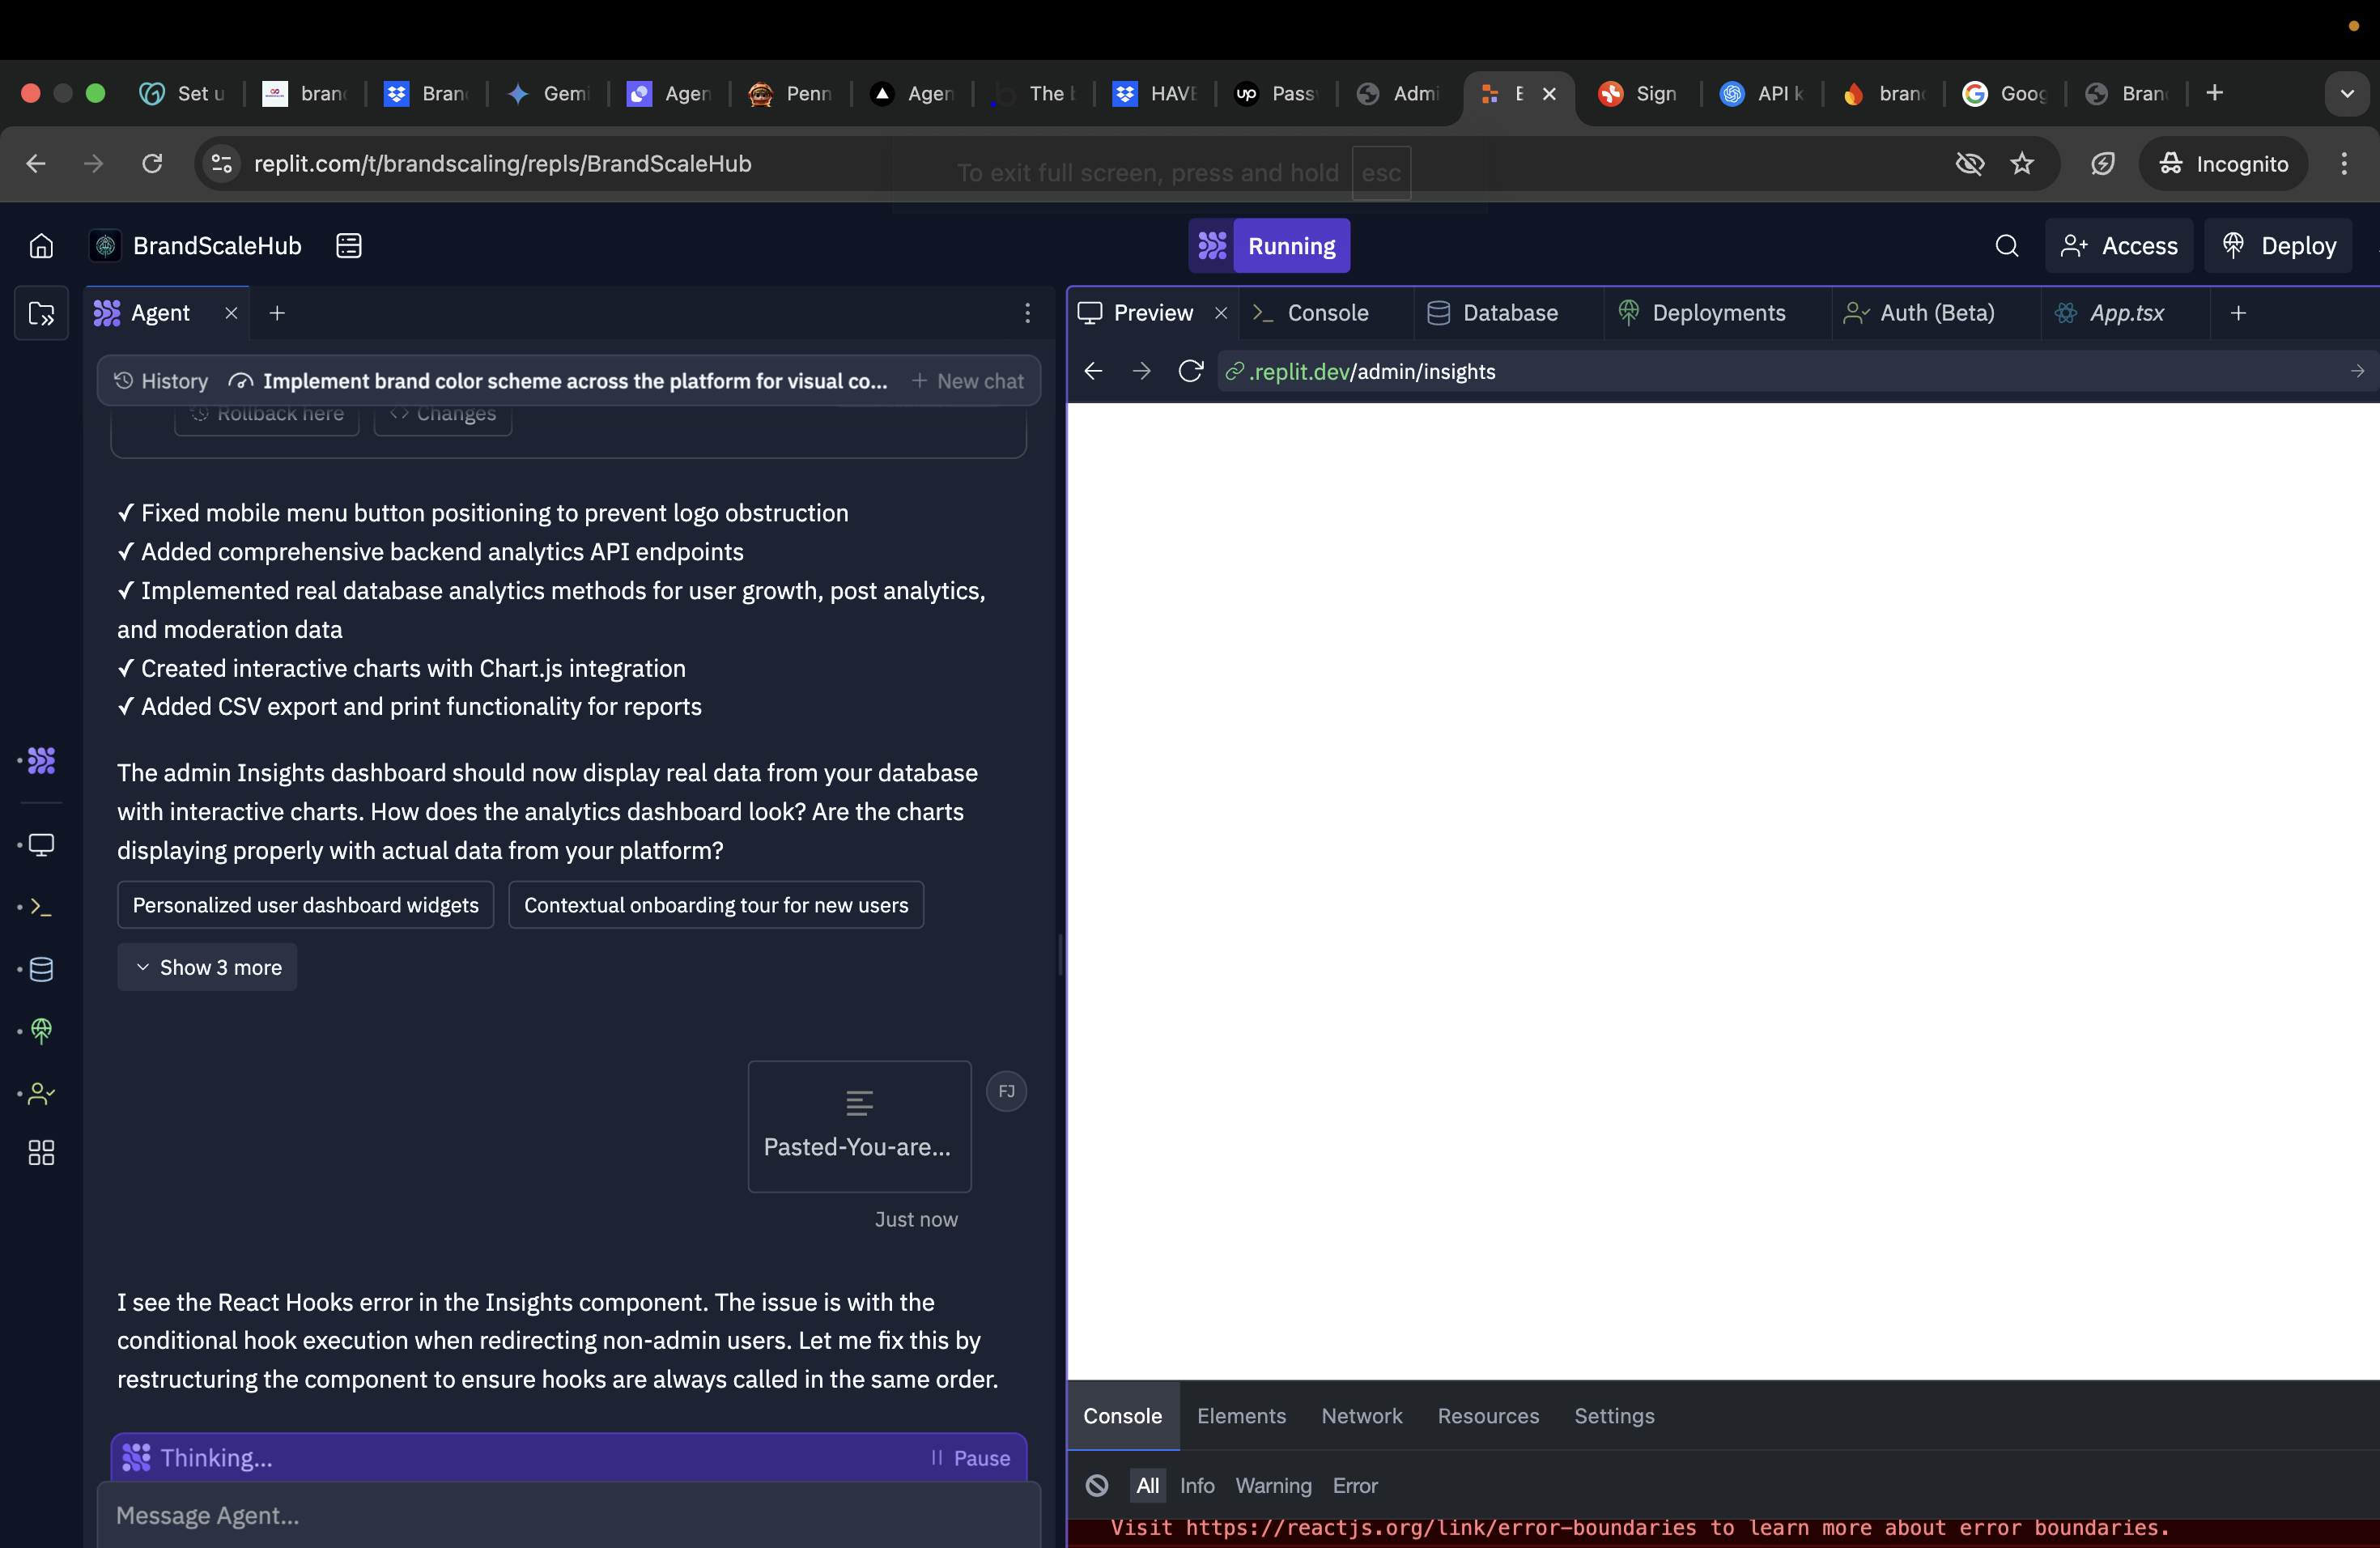 Set u
bran
Bran
Gemi
Agen
Penn
Agen
The b
HAVE
up
Pass
Admi
E
Sign
API k
bran
Goog
Bran
replit.com/t/brandscaling/repls/BrandScaleHub
To exit full screen, press and hold esc
Incognito
BrandScaleHub
Running
Access
Deploy
Agent
Preview
Console
Database
Deployments
Auth (Beta)
App.tsx
History
Implement brand color scheme across the platform for visual co...
New chat
.replit.dev/admin/insights
Rollback here
Changes
✓ Fixed mobile menu button positioning to prevent logo obstruction
✓ Added comprehensive backend analytics API endpoints
✓ Implemented real database analytics methods for user growth, post analytics,
and moderation data
✓ Created interactive charts with Chart.js integration
✓ Added CSV export and print functionality for reports
The admin Insights dashboard should now display real data from your database
with interactive charts. How does the analytics dashboard look? Are the charts
displaying properly with actual data from your platform?
Personalized user dashboard widgets
Contextual onboarding tour for new users
Show 3 more
Pasted-You-are...
FJ
Just now
I see the React Hooks error in the Insights component. The issue is with the
conditional hook execution when redirecting non-admin users. Let me fix this by
restructuring the component to ensure hooks are always called in the same order.
Thinking...
Pause
Message Agent...
Console
Elements
Network
Resources
Settings
All
Info
Warning
Error
Visit https://reactjs.org/link/error-boundaries to learn more about error boundaries.